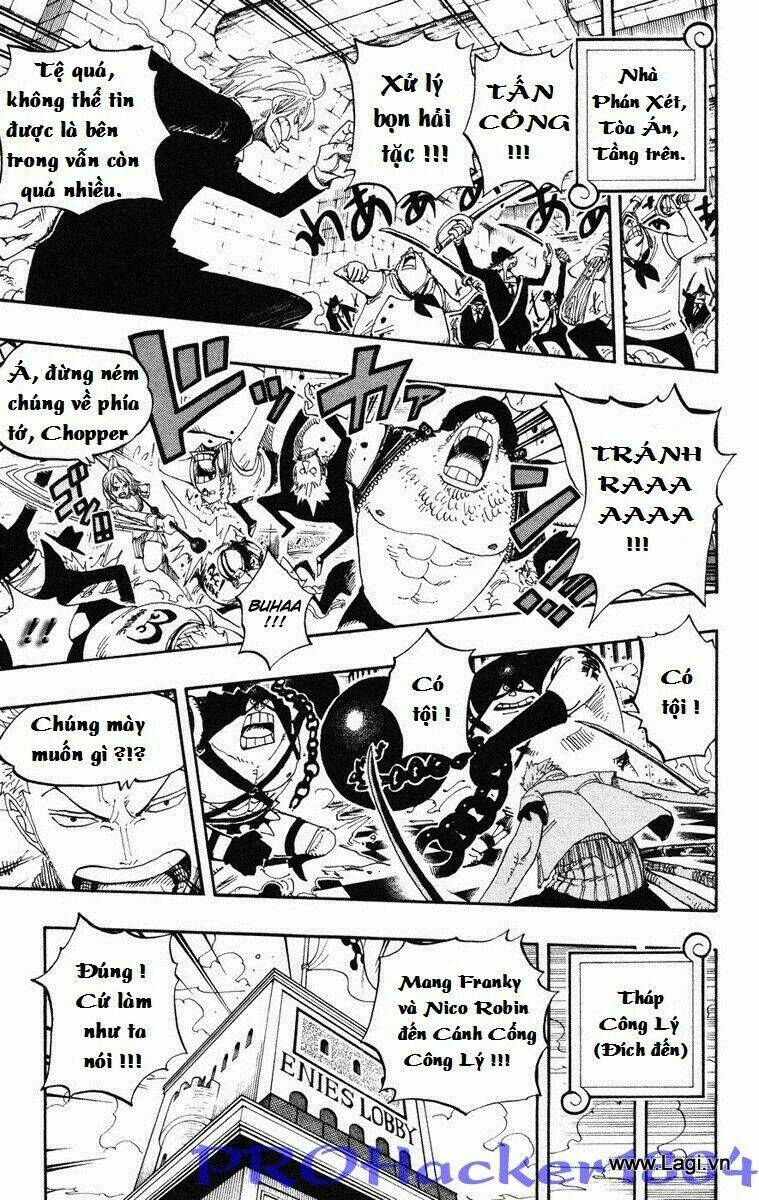 Nhà
Phán Xét,
Tòa Án,
Tầng trên.
TẤN
CÔNG
!!!
Xử lý
bọn hải
tặc !!!
Tệ quá,
không thể tin
được là bên
trong vẫn còn
quá nhiều.
わあああ
あ
TRÁNH
RAAA
AAAA
!!!
ドッカァ
ン!!
BUHAA
!!!
Á, đừng ném
chúng về phía
tớ, Chopper
!!
3
Có
tội !
Có
tội !
Chúng mày
muốn gì ?!?
Tháp
Công Lý
(Đích đến)
Mang Franky
và Nico Robin
đến Cánh Cổng
Công Lý !!!
Đúng !
Cứ làm
như ta
nói !!!
ENIES LOBBY
PROHacker1804
www.Lagi.vn